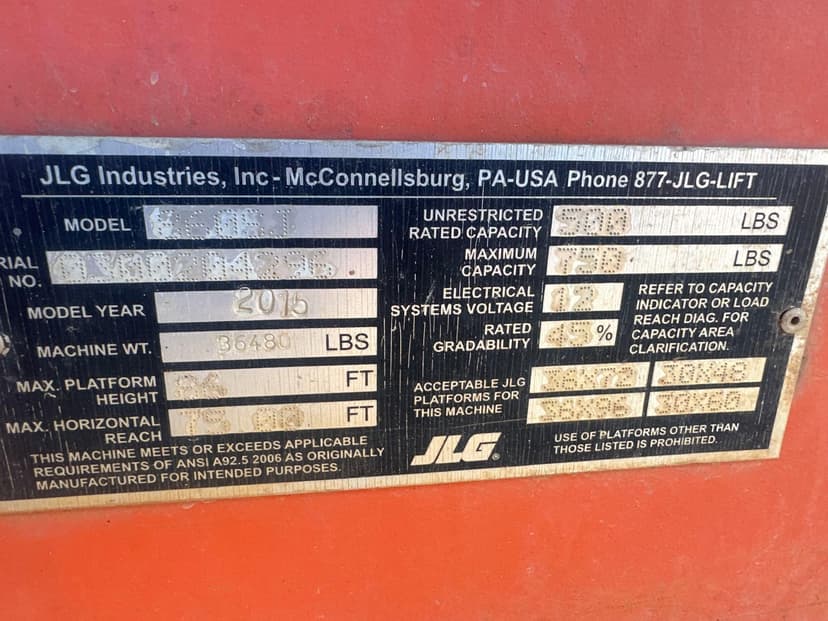 JLG Industries, Inc - McConnellsburg, PA-USA Phone 877-JLG-LIFT
MODEL
RIAL NO.
MODEL YEAR 2015
MACHINE WT. 36480 LBS
MAX. PLATFORM HEIGHT FT
MAX. HORIZONTAL REACH 75.00 FT
THIS MACHINE MEETS OR EXCEEDS APPLICABLE
REQUIREMENTS OF ANSI A92.5 2006 AS ORIGINALLY
MANUFACTURED FOR INTENDED PURPOSES.
UNRESTRICTED RATED CAPACITY 500 LBS
MAXIMUM CAPACITY 750 LBS
ELECTRICAL SYSTEMS VOLTAGE 12
RATED GRADABILITY 45 %
REFER TO CAPACITY
INDICATOR OR LOAD
REACH DIAG. FOR
CAPACITY AREA
CLARIFICATION.
ACCEPTABLE JLG
PLATFORMS FOR
THIS MACHINE
36X72 30X48
36X96 30X60
JLG®
USE OF PLATFORMS OTHER THAN
THOSE LISTED IS PROHIBITED.